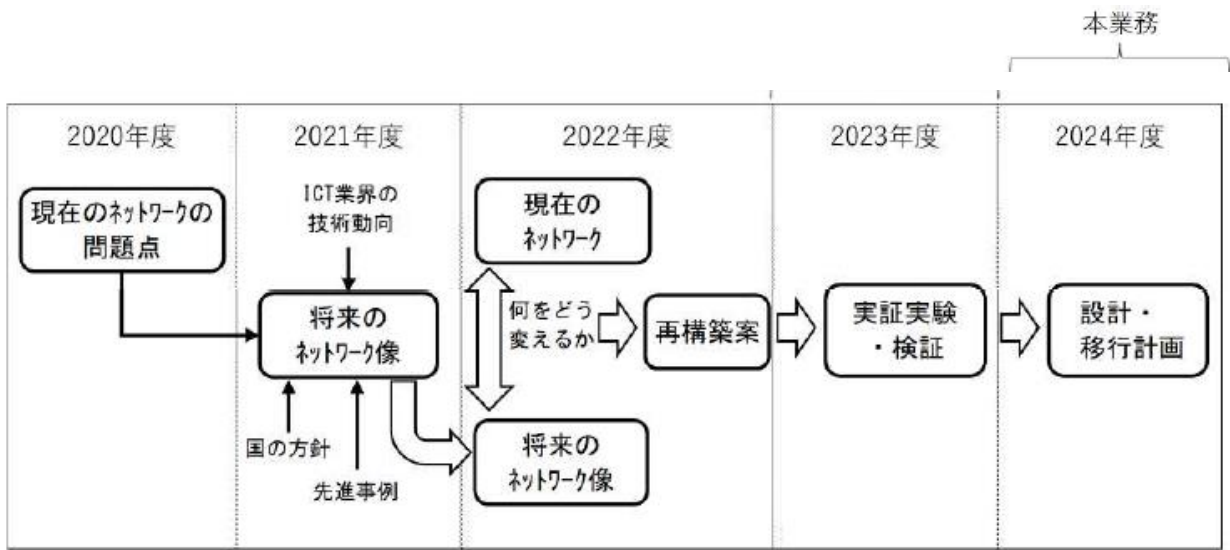 本業務
2020年度
2021年度
2022年度
2023年度
2024年度
現在のﾈｯﾄﾜｰｸの
問題点
ICT業界の
技術動向
将来の
ﾈｯﾄﾜｰｸ像
国の方針
先進事例
現在の
ﾈｯﾄﾜｰｸ
何をどう
変えるか
将来の
ﾈｯﾄﾜｰｸ像
再構築案
実証実験
・検証
設計・
移行計画